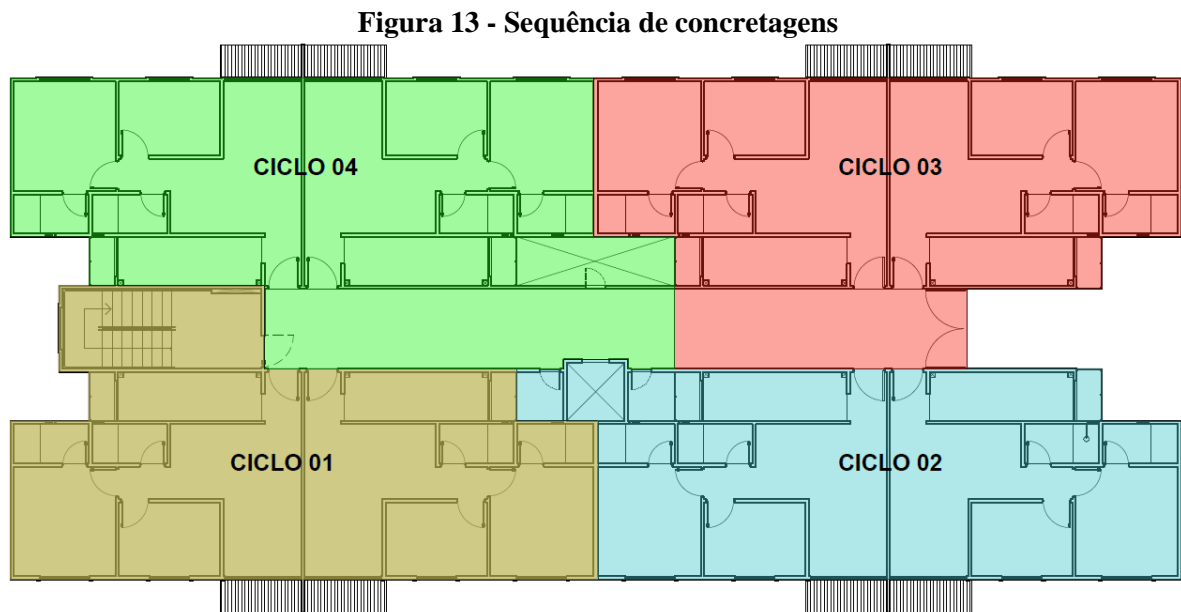 Figura 13 - Sequência de concretagens
CICLO 04
CICLO 03
CICLO 01
CICLO 02